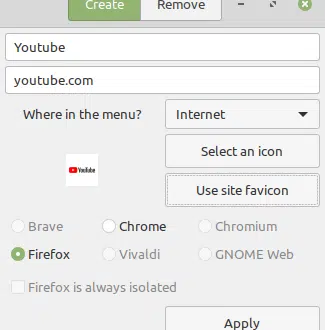 Create Remove
Youtube
youtube.com
Where in the menu? Internet
Select an icon
YouTube
Use site favicon
Brave Chrome Chromium
Firefox Vivaldi GNOME Web
Firefox is always isolated
Apply